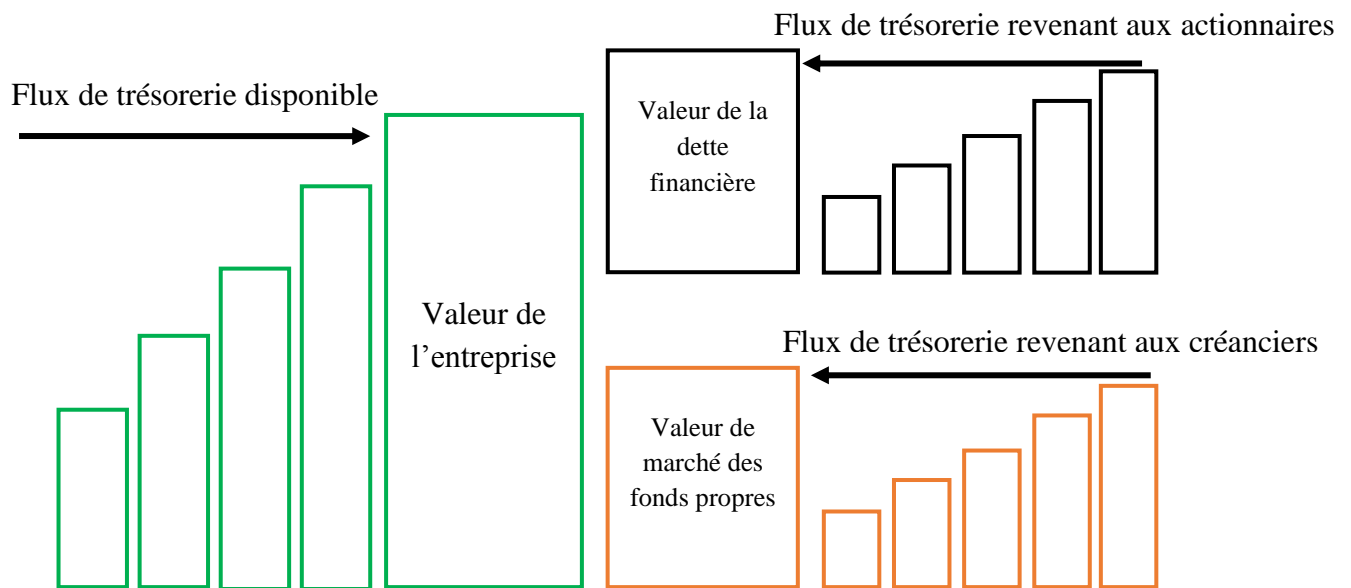 Flux de trésorerie revenant aux actionnaires
Flux de trésorerie disponible
Valeur de la
dette
financière
Valeur de
l’entreprise
Flux de trésorerie revenant aux créanciers
Valeur de
marché des
fonds propres